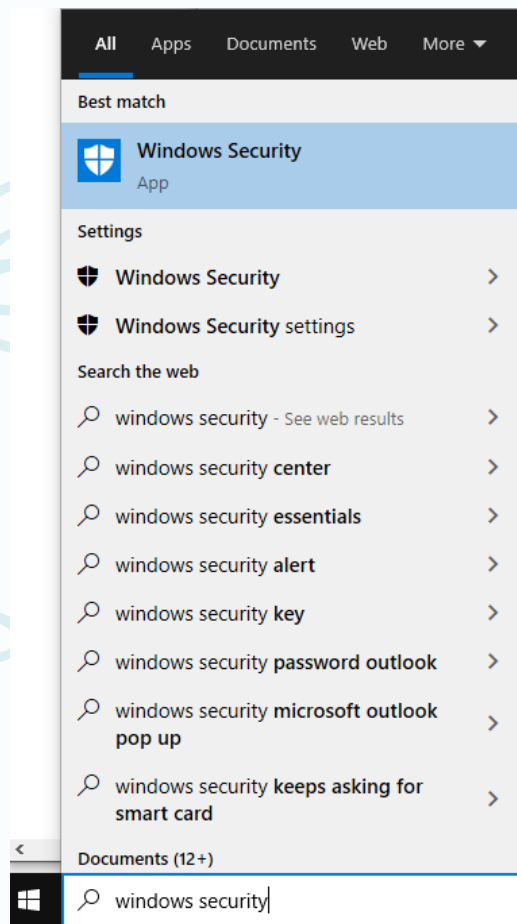 All Apps Documents Web More
Best match
Windows Security
App
Settings
Windows Security
Windows Security settings
Search the web
windows security - See web results
windows security center
windows security essentials
windows security alert
windows security key
windows security password outlook
windows security microsoft outlook
pop up
windows security keeps asking for
smart card
Documents (12+)
windows security